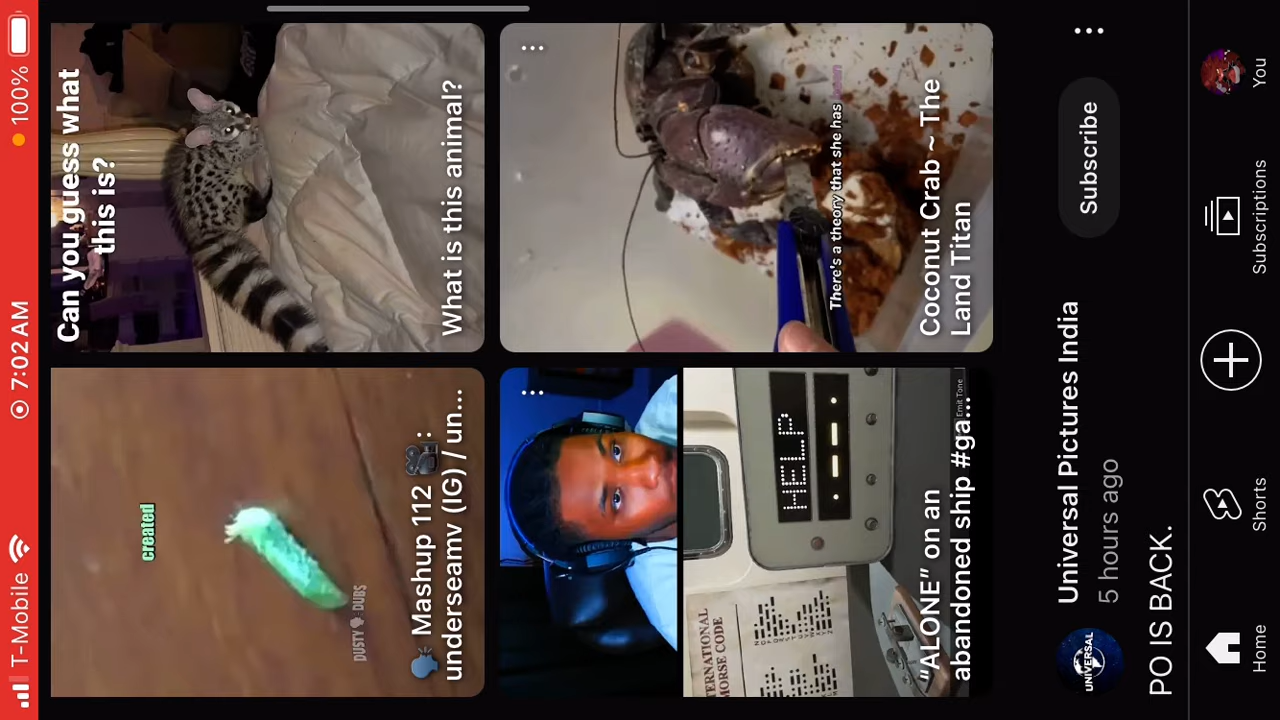 T-Mobile
7:02 AM
100%
created
DUSTY DUBS
Mashup 112 :
underseamv (IG) / un...
Can you guess what
this is?
What is this animal?
HELP
INTERNATIONAL
MORSE CODE
Emit Tone
“ALONE” on an
abandoned ship #ga...
There's a theory that she has been
Coconut Crab ~ The
Land Titan
UNIVERSAL
Universal Pictures India
5 hours ago
Subscribe
PO IS BACK.
Home
Shorts
Subscriptions
You